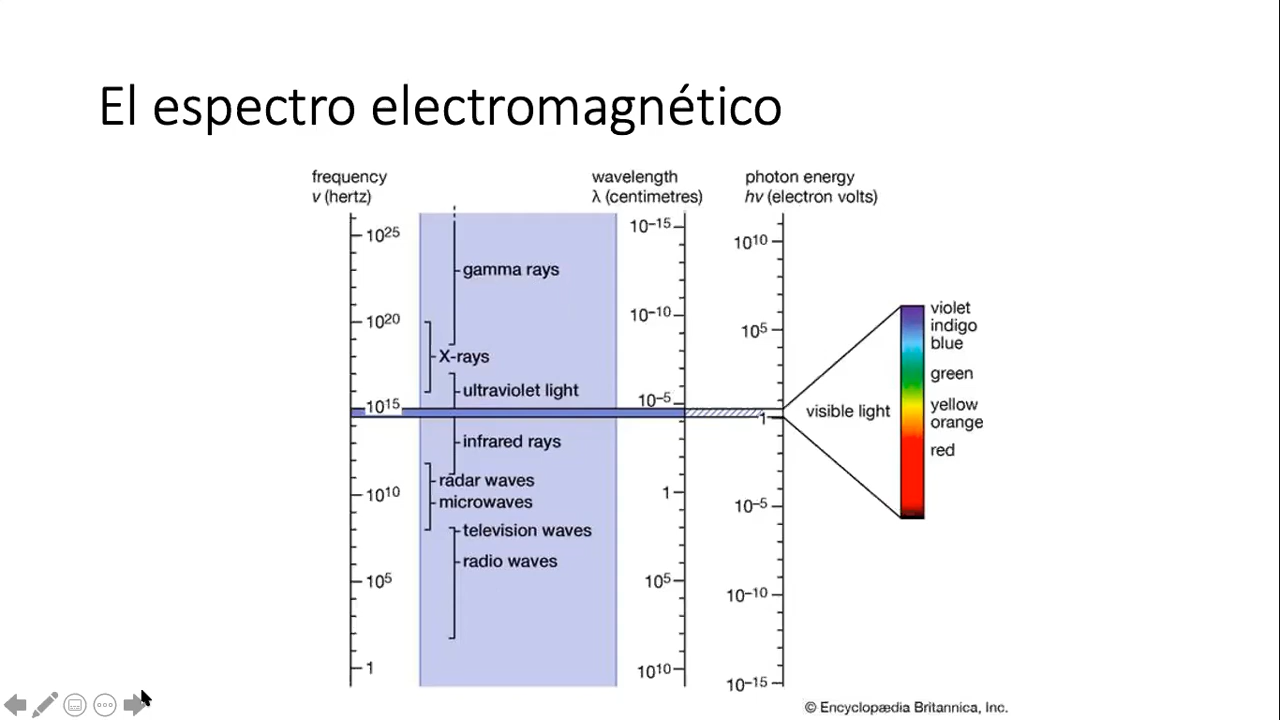 El espectro electromagnético
frequency
ν (hertz)
wavelength
λ (centimetres)
photon energy
hν (electron volts)
10²⁵
10²⁰
10¹⁵
10¹⁰
10⁵
1
gamma rays
X-rays
ultraviolet light
infrared rays
radar waves
microwaves
television waves
radio waves
10⁻¹⁵
10⁻¹⁰
10⁻⁵
1
10⁵
10¹⁰
10¹⁰
10⁵
1
10⁻⁵
10⁻¹⁰
10⁻¹⁵
visible light
violet
indigo
blue
green
yellow
orange
red
© Encyclopædia Britannica, Inc.